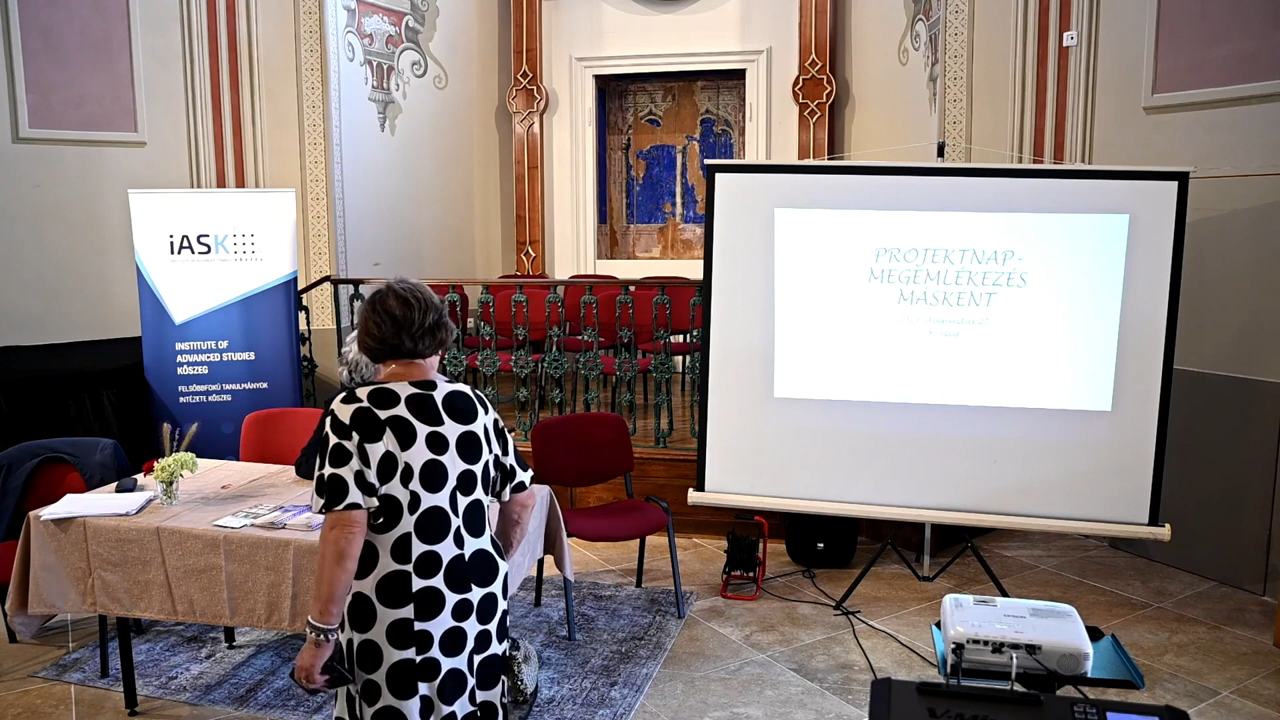 iASK
INSTITUTE OF
ADVANCED STUDIES
KŐSZEG
FELSŐBBFOKÚ TANULMÁNYOK
INTÉZETE KŐSZEG
PROJEKTNAP-
MEGEMLÉKEZÉS
MÁSKÉNT